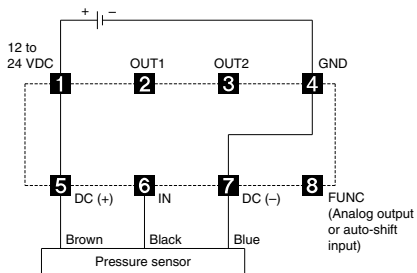 + –
12 to
24 VDC
OUT1
OUT2
GND
1
2
3
4
5
6
7
8
DC (+)
IN
DC (–)
FUNC
(Analog output
or auto-shift
input)
Brown
Black
Blue
Pressure sensor